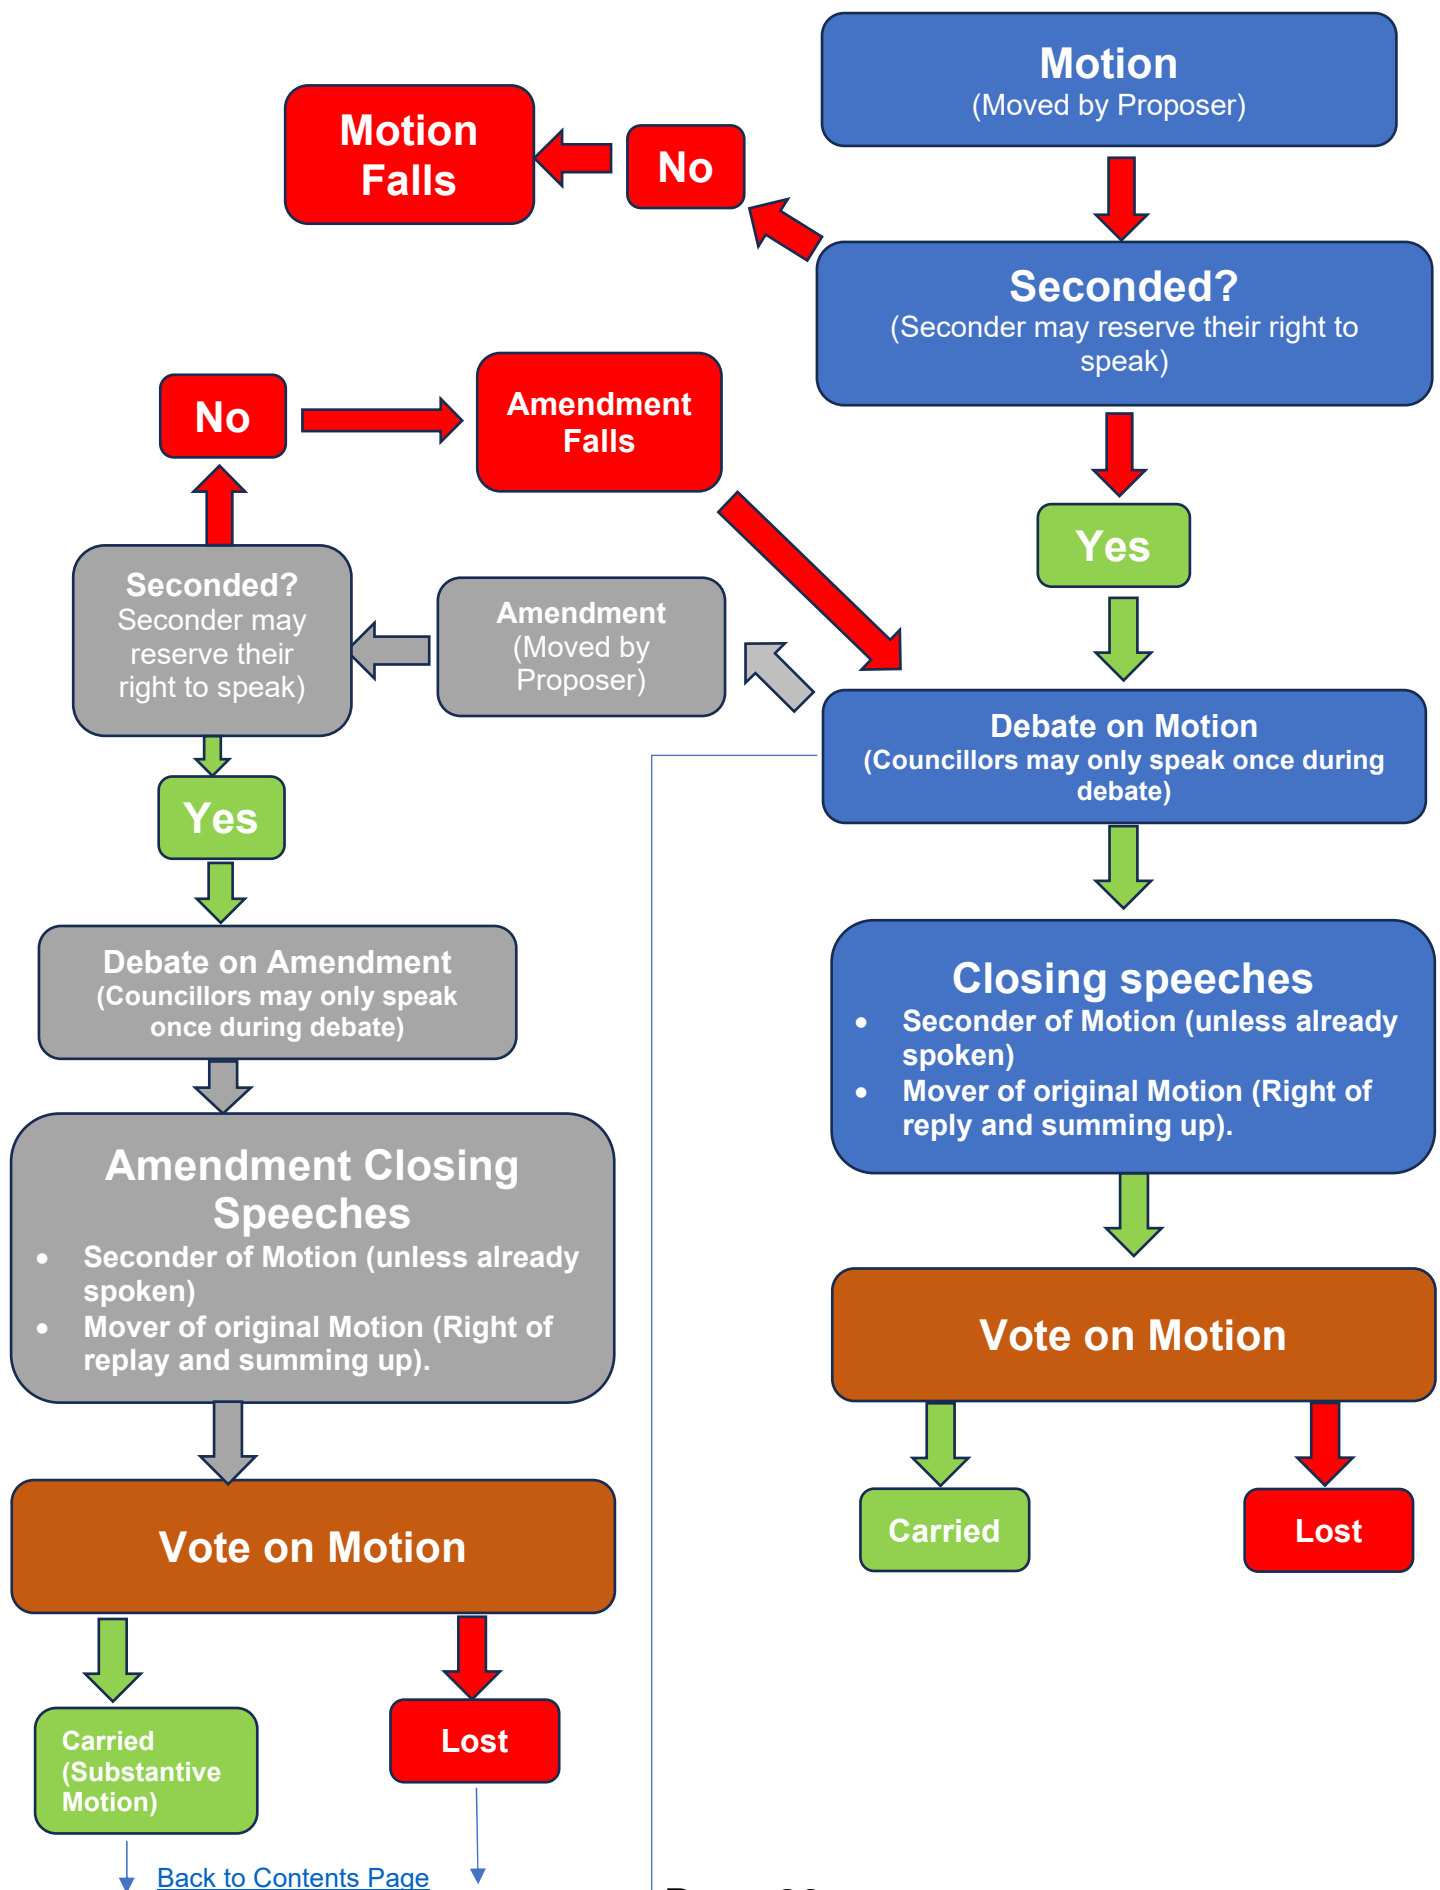 Motion
(Moved by Proposer)
Motion
Falls
No
Seconded?
(Seconder may reserve their right to
speak)
No
Amendment
Falls
Yes
Seconded?
Seconder may
reserve their
right to speak)
Amendment
(Moved by
Proposer)
Debate on Motion
(Councillors may only speak once during
debate)
Yes
Debate on Amendment
(Councillors may only speak
once during debate)
Closing speeches
• Seconder of Motion (unless already
spoken)
• Mover of original Motion (Right of
reply and summing up).
Amendment Closing
Speeches
• Seconder of Motion (unless already
spoken)
• Mover of original Motion (Right of
replay and summing up).
Vote on Motion
Carried
Lost
Vote on Motion
Carried
(Substantive
Motion)
Lost
Back to Contents Page